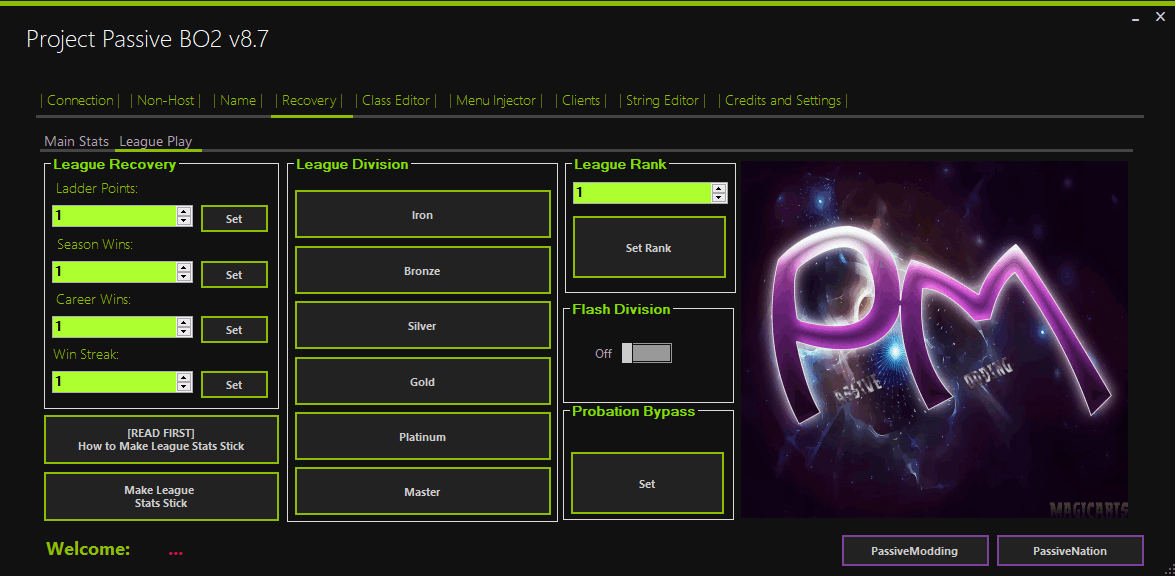 Project Passive BO2 v8.7
| Connection | | Non-Host | | Name | | Recovery | | Class Editor | | Menu Injector | | Clients | | String Editor | | Credits and Settings |
Main Stats League Play
League Recovery
Ladder Points:
1
Set
Season Wins:
1
Set
Career Wins:
1
Set
Win Streak:
1
Set
[READ FIRST]
How to Make League Stats Stick
Make League
Stats Stick
League Division
Iron
Bronze
Silver
Gold
Platinum
Master
League Rank
1
Set Rank
Flash Division
Off
Probation Bypass
Set
PM
ASSIVE ODDING
MAGICARTS
Welcome: ...
PassiveModding
PassiveNation